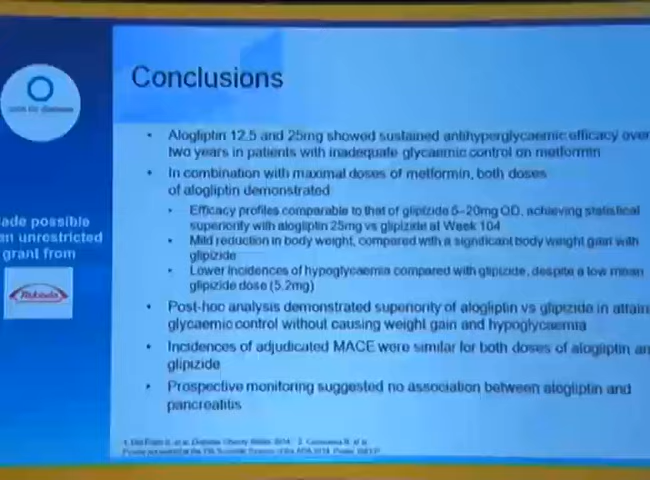 Conclusions
• Alogliptin 12.5 and 25mg showed sustained antihyperglycaemic efficacy over
two years in patients with inadequate glycaemic control on metformin
• In combination with maximal doses of metformin, both doses
of alogliptin demonstrated
• Efficacy profiles comparable to that of glipizide 5–20mg OD, achieving statistical
superiority with alogliptin 25mg vs glipizide at Week 104
• Mild reduction in body weight, compared with a significant body weight gain with
glipizide
• Lower incidences of hypoglycaemia compared with glipizide, despite a low mean
glipizide dose (5.2mg)
• Post-hoc analysis demonstrated superiority of alogliptin vs glipizide in attain
glycaemic control without causing weight gain and hypoglycaemia
• Incidences of adjudicated MACE were similar for both doses of alogliptin an
glipizide
• Prospective monitoring suggested no association between alogliptin and
pancreatitis
unite for diabetes
ade possible
an unrestricted
grant from
Takeda